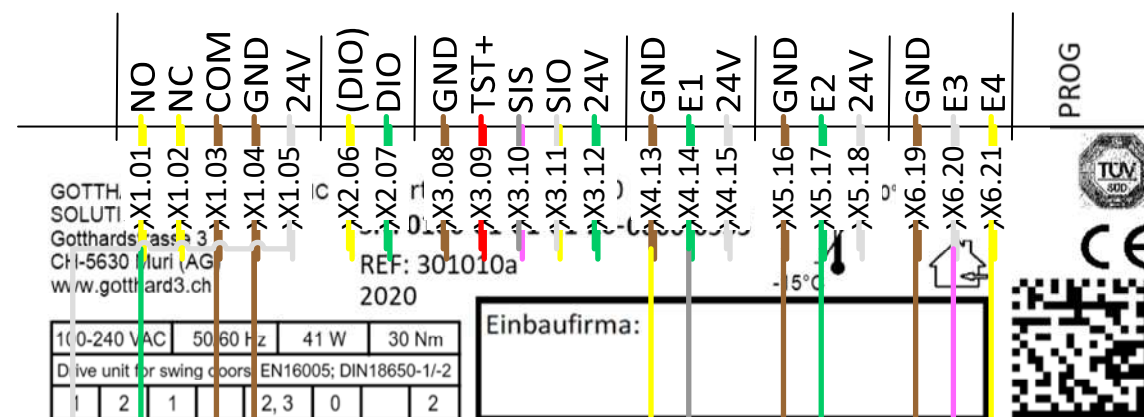 NO NC COM GND 24V (DIO) DIO GND TST+ SIS SIO 24V GND E1 24V GND E2 24V GND E3 E4 PROG
>X1.01 >X1.02 >X1.03 >X1.04 >X1.05 >X2.06 >X2.07 >X3.08 >X3.09 >X3.10 >X3.11 >X3.12 >X4.13 >X4.14 >X4.15 >X5.16 >X5.17 >X5.18 >X6.19 >X6.20 >X6.21
TÜV
SÜD
Gotthardstrasse 3
CH-5630 Muri (AG)
www.gotthard3.ch
REF: 301010a
2020
-15°C
CE
Einbaufirma:
100-240 VAC 50/60 Hz 41 W 30 Nm
Drive unit for swing doors EN16005; DIN18650-1/-2
1 2 1 2, 3 0 2